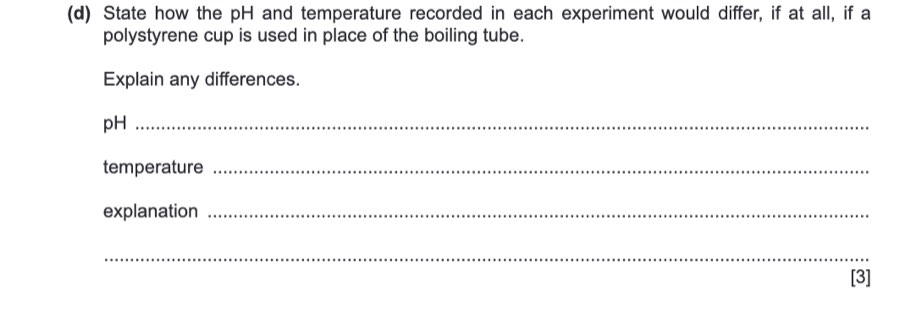 (d) State how the pH and temperature recorded in each experiment would differ, if at all, if a
polystyrene cup is used in place of the boiling tube.
Explain any differences.
pH ..........................................................................................................................................
temperature ..........................................................................................................................
explanation ...........................................................................................................................
................................................................................................................................................
[3]